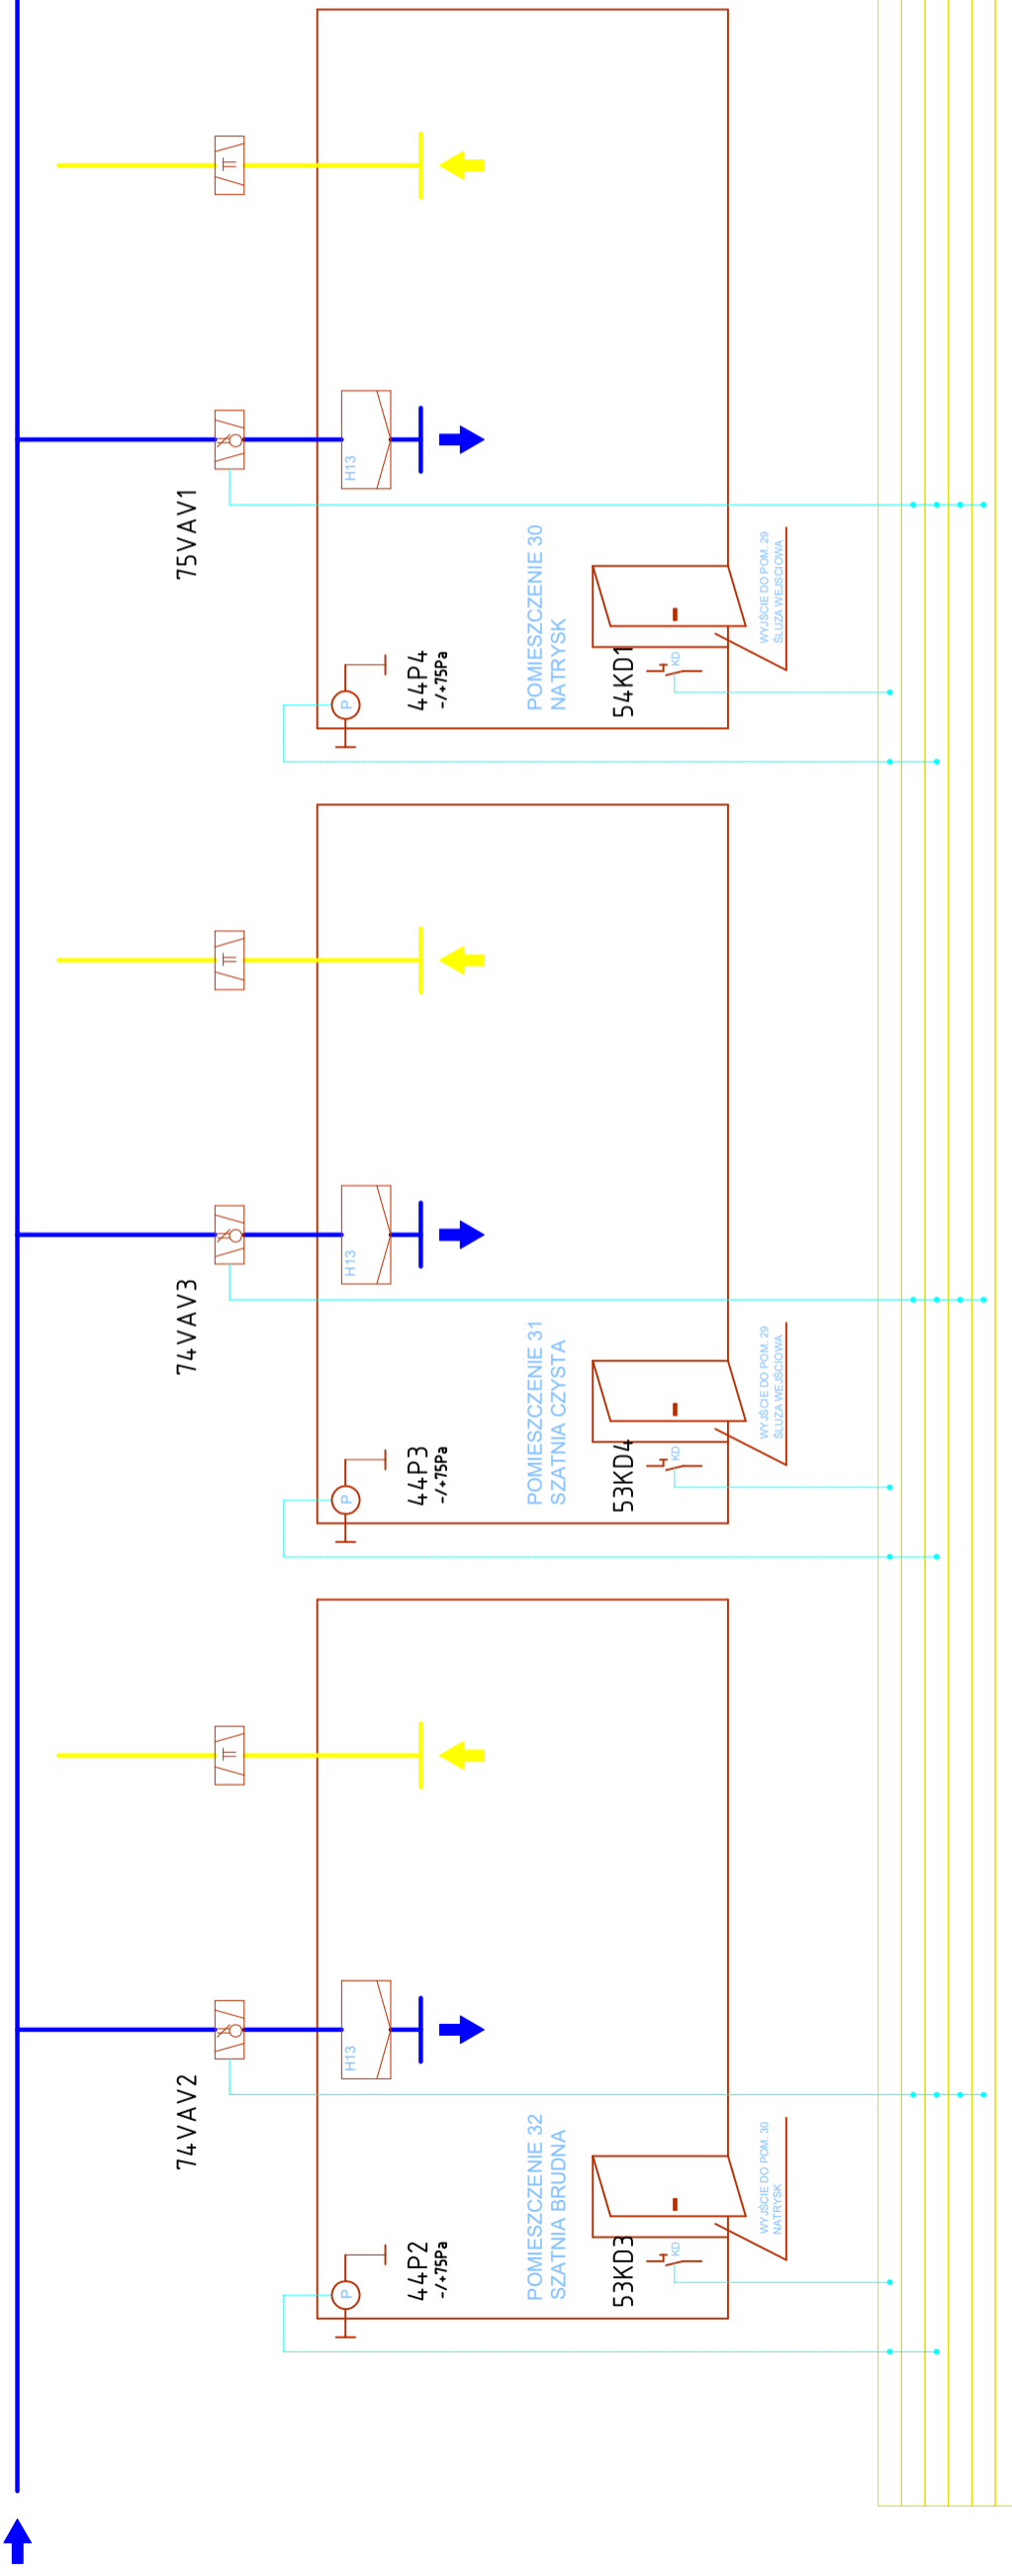 74VAV2
H13
P
44P2
-/+75Pa
POMIESZCZENIE 32
SZATNIA BRUDNA
53KD3
KD
WYJŚCIE DO POM. 30
NATRYSK
74VAV3
H13
P
44P3
-/+75Pa
POMIESZCZENIE 31
SZATNIA CZYSTA
53KD4
KD
WYJŚCIE DO POM. 29
ŚLUZA WEJŚCIOWA
75VAV1
H13
P
44P4
-/+75Pa
POMIESZCZENIE 30
NATRYSK
54KD1
KD
WYJŚCIE DO POM. 29
ŚLUZA WEJŚCIOWA